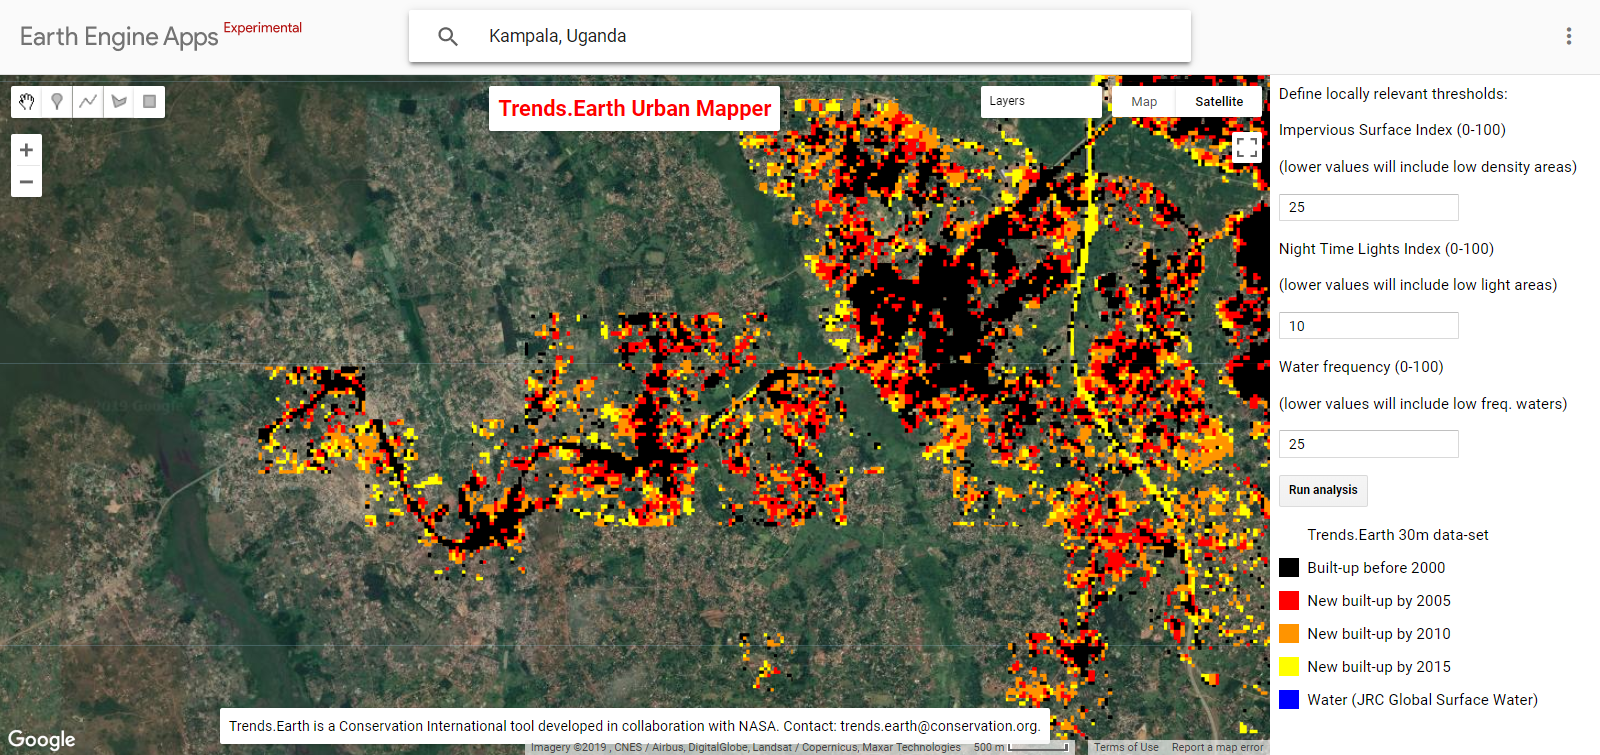 Earth Engine Apps Experimental
Kampala, Uganda
Trends.Earth Urban Mapper
Layers
Map
Satellite
+
−
Define locally relevant thresholds:
Impervious Surface Index (0-100)
(lower values will include low density areas)
25
Night Time Lights Index (0-100)
(lower values will include low light areas)
10
Water frequency (0-100)
(lower values will include low freq. waters)
25
Run analysis
Trends.Earth 30m data-set
Built-up before 2000
New built-up by 2005
New built-up by 2010
New built-up by 2015
Water (JRC Global Surface Water)
Trends.Earth is a Conservation International tool developed in collaboration with NASA. Contact: trends.earth@conservation.org.
Google
Imagery ©2019 , CNES / Airbus, DigitalGlobe, Landsat / Copernicus, Maxar Technologies
500 m
Terms of Use
Report a map error